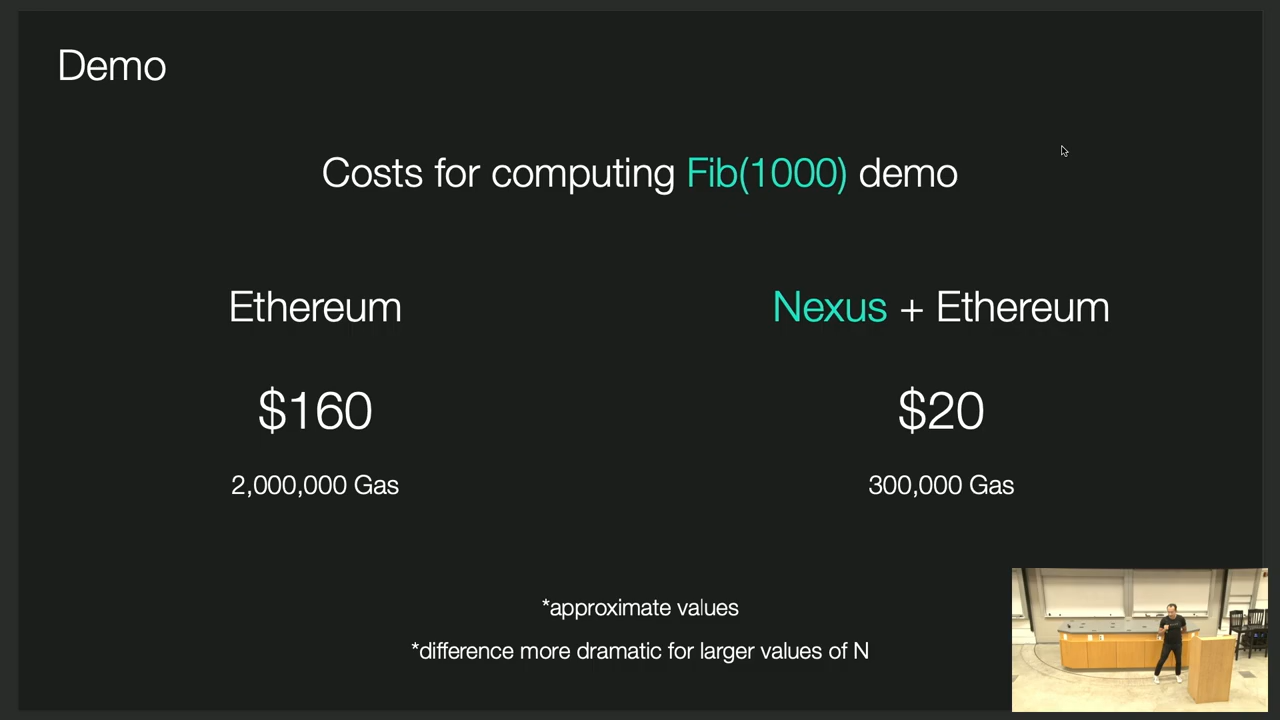 Demo
Costs for computing Fib(1000) demo
Ethereum
Nexus + Ethereum
$160
$20
2,000,000 Gas
300,000 Gas
*approximate values
*difference more dramatic for larger values of N